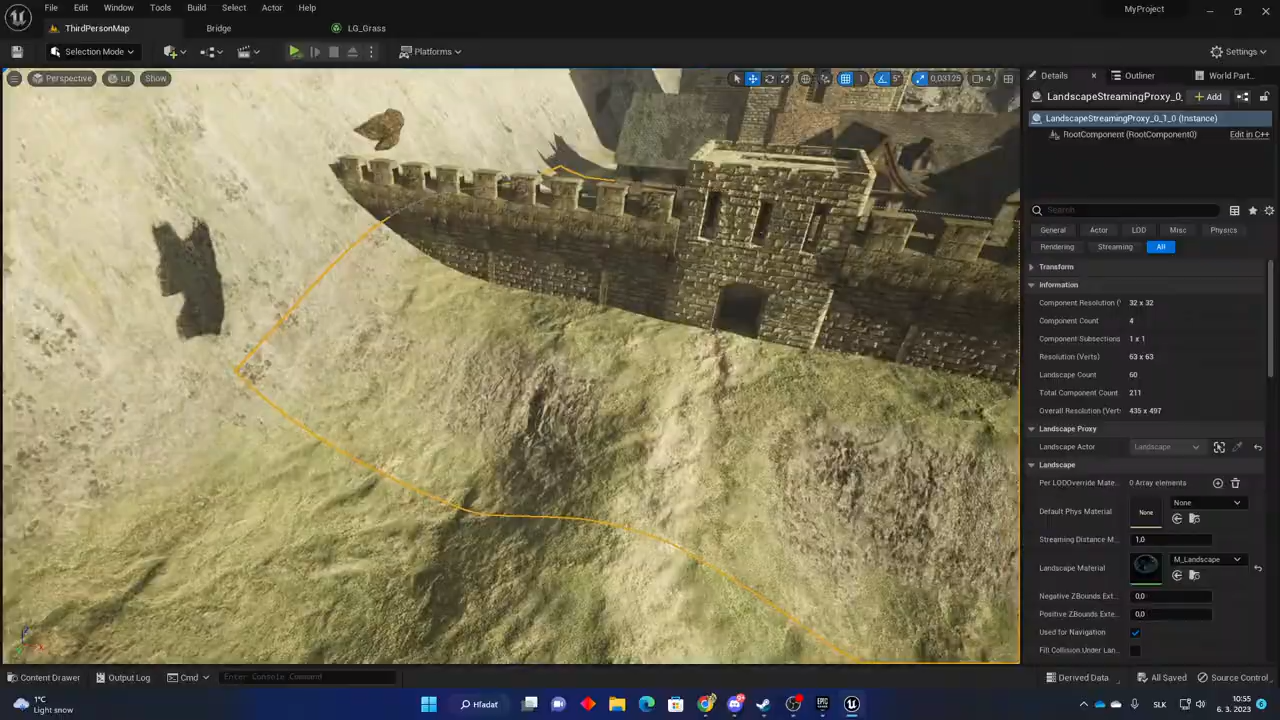 File Edit Window Tools Build Select Actor Help
MyProject
ThirdPersonMap
Bridge
LG_Grass
Selection Mode
Platforms
Settings
Perspective
Lit
Show
1
5°
0,03125
4
Details
Outliner
World Part...
LandscapeStreamingProxy_0_
Add
LandscapeStreamingProxy_0_1_0 (Instance)
RootComponent (RootComponent0)
Edit in C++
Search
General Actor LOD Misc Physics
Rendering Streaming All
Transform
Information
Component Resolution (
32 x 32
Component Count
4
Component Subsections
1 x 1
Resolution (Verts)
63 x 63
Landscape Count
60
Total Component Count
211
Overall Resolution (Vert
435 x 497
Landscape Proxy
Landscape Actor
Landscape
Landscape
Per LODOverride Mate...
0 Array elements
Default Phys Material
None
None
Streaming Distance M...
1,0
Landscape Material
M_Landscape
Negative ZBounds Ext...
0,0
Positive ZBounds Exte...
0,0
Used for Navigation
Fill Collision Under Lan...
Content Drawer
Output Log
Cmd
Enter Console Command
Derived Data
All Saved
Source Control
1°C
Light snow
Hľadať
SLK
10:55
6. 3. 2023